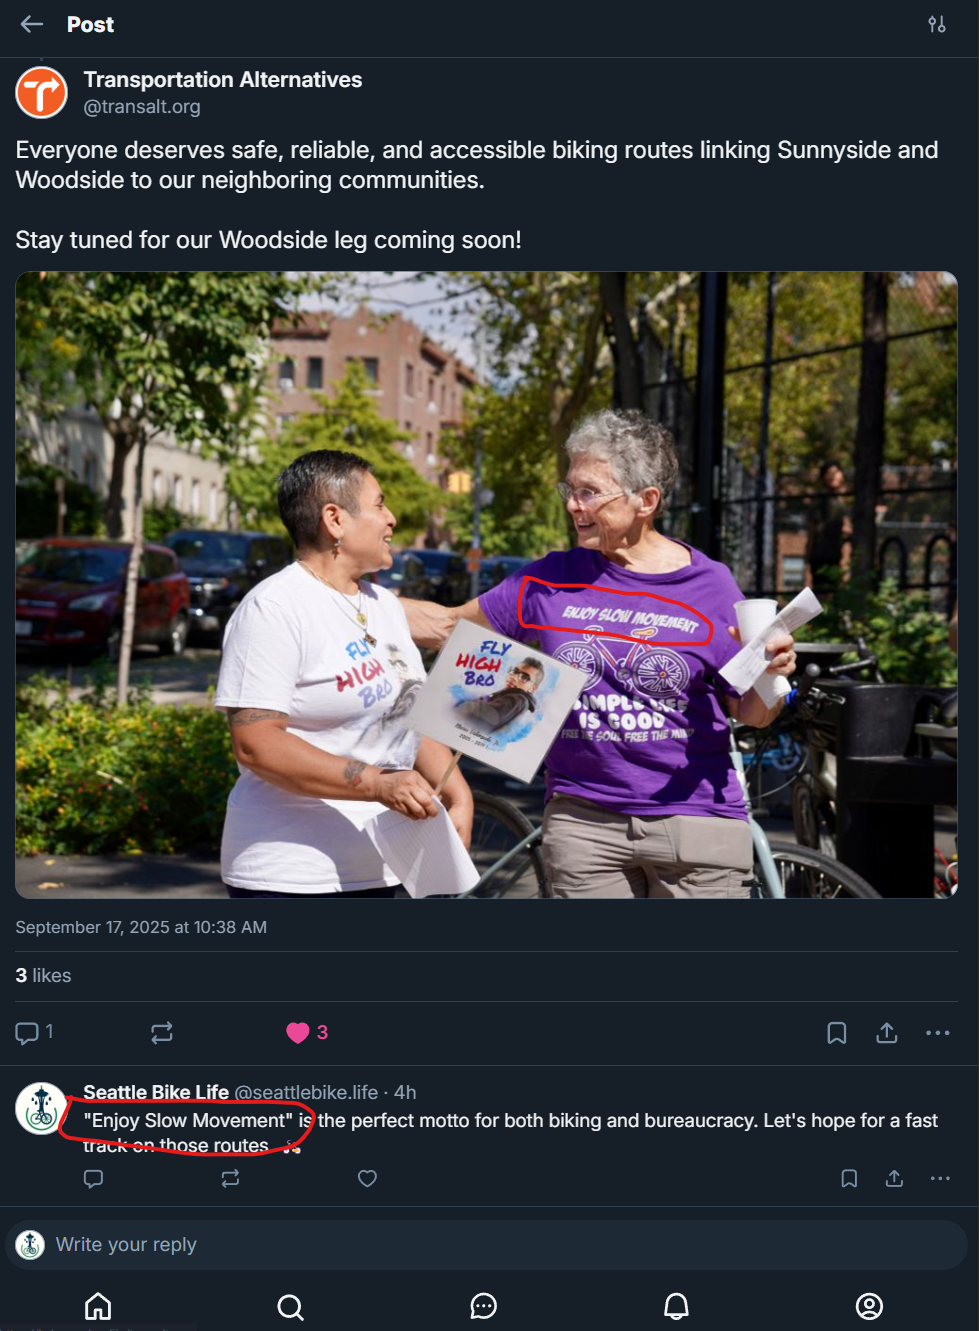 Post
Transportation Alternatives
@transalt.org
Everyone deserves safe, reliable, and accessible biking routes linking Sunnyside and
Woodside to our neighboring communities.
Stay tuned for our Woodside leg coming soon!
FLY
HIGH
BRO
FLY
HIGH
BRO
ENJOY SLOW MOVEMENT
SIMPLE LIFE
IS GOOD
FREE THE SOUL FREE THE MIND
September 17, 2025 at 10:38 AM
3 likes
1
3
Seattle Bike Life @seattlebike.life · 4h
"Enjoy Slow Movement" is the perfect motto for both biking and bureaucracy. Let's hope for a fast
track on those routes.
Write your reply